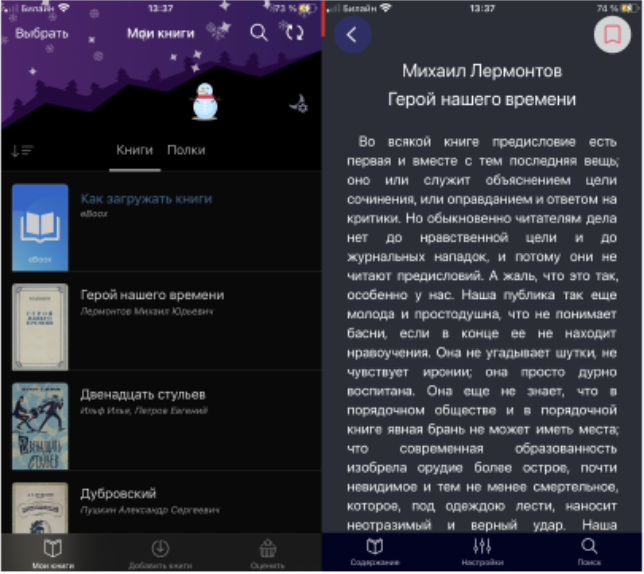 Билайн 13:37 73 %
Выбрать Мои книги
Книги Полки
Как загружать книги
eBoox
eBoox
Герой нашего времени
Лермонтов Михаил Юрьевич
ГЕРОЙ
НАШЕГО
ВРЕМЕНИ
Двенадцать стульев
Ильф Илья, Петров Евгений
Двенадцать
стульев
Дубровский
Пушкин Александр Сергеевич
Мои книги Добавить книги Оценить
Билайн 13:37 74 %
Михаил Лермонтов
Герой нашего времени
Во всякой книге предисловие есть
первая и вместе с тем последняя вещь;
оно или служит объяснением цели
сочинения, или оправданием и ответом на
критики. Но обыкновенно читателям дела
нет до нравственной цели и до
журнальных нападок, и потому они не
читают предисловий. А жаль, что это так,
особенно у нас. Наша публика так еще
молода и простодушна, что не понимает
басни, если в конце ее не находит
нравоучения. Она не угадывает шутки, не
чувствует иронии; она просто дурно
воспитана. Она еще не знает, что в
порядочном обществе и в порядочной
книге явная брань не может иметь места;
что современная образованность
изобрела орудие более острое, почти
невидимое и тем не менее смертельное,
которое, под одеждою лести, наносит
неотразимый и верный удар. Наша
Содержание Настройки Поиск